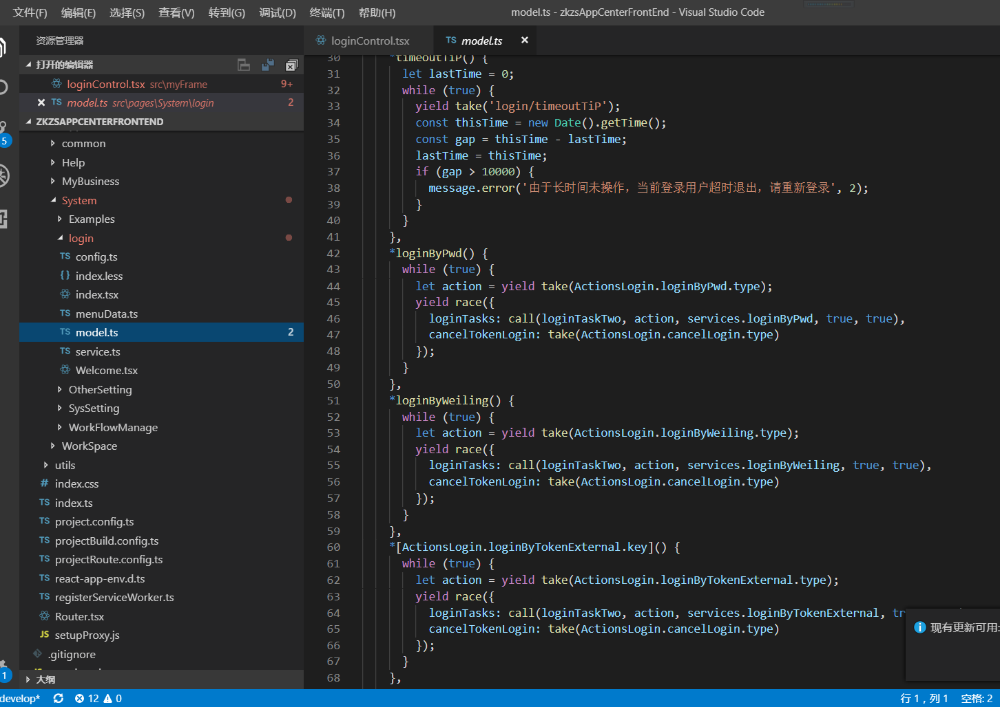 文件(F) 编辑(E) 选择(S) 查看(V) 转到(G) 调试(D) 终端(T) 帮助(H) model.ts - zkzsAppCenterFrontEnd - Visual Studio Code
资源管理器
打开的编辑器
loginControl.tsx src\myFrame 9+
model.ts src\pages\System\login 2
ZKZSAPPCENTERFRONTEND
common
Help
MyBusiness
System
Examples
login
TS config.ts
{} index.less
index.tsx
TS menuData.ts
TS model.ts 2
TS service.ts
Welcome.tsx
OtherSetting
SysSetting
WorkFlowManage
WorkSpace
utils
# index.css
TS index.ts
TS project.config.ts
TS projectBuild.config.ts
TS projectRoute.config.ts
TS react-app-env.d.ts
TS registerServiceWorker.ts
Router.tsx
JS setupProxy.js
.gitignore
大纲
5
1
loginControl.tsx TS model.ts
30 *timeoutTiP() {
31 let lastTime = 0;
32 while (true) {
33 yield take('login/timeoutTiP');
34 const thisTime = new Date().getTime();
35 const gap = thisTime - lastTime;
36 lastTime = thisTime;
37 if (gap > 10000) {
38 message.error('由于长时间未操作，当前登录用户超时退出，请重新登录', 2);
39 }
40 }
41 },
42 *loginByPwd() {
43 while (true) {
44 let action = yield take(ActionsLogin.loginByPwd.type);
45 yield race({
46 loginTasks: call(loginTaskTwo, action, services.loginByPwd, true, true),
47 cancelTokenLogin: take(ActionsLogin.cancelLogin.type)
48 });
49 }
50 },
51 *loginByWeiling() {
52 while (true) {
53 let action = yield take(ActionsLogin.loginByWeiling.type);
54 yield race({
55 loginTasks: call(loginTaskTwo, action, services.loginByWeiling, true, true),
56 cancelTokenLogin: take(ActionsLogin.cancelLogin.type)
57 });
58 }
59 },
60 *[ActionsLogin.loginByTokenExternal.key]() {
61 while (true) {
62 let action = yield take(ActionsLogin.loginByTokenExternal.type);
63 yield race({
64 loginTasks: call(loginTaskTwo, action, services.loginByTokenExternal, tr
65 cancelTokenLogin: take(ActionsLogin.cancelLogin.type)
66 });
67 }
68 },
现有更新可用:
develop* 12 0 行 1，列 1 空格: 2